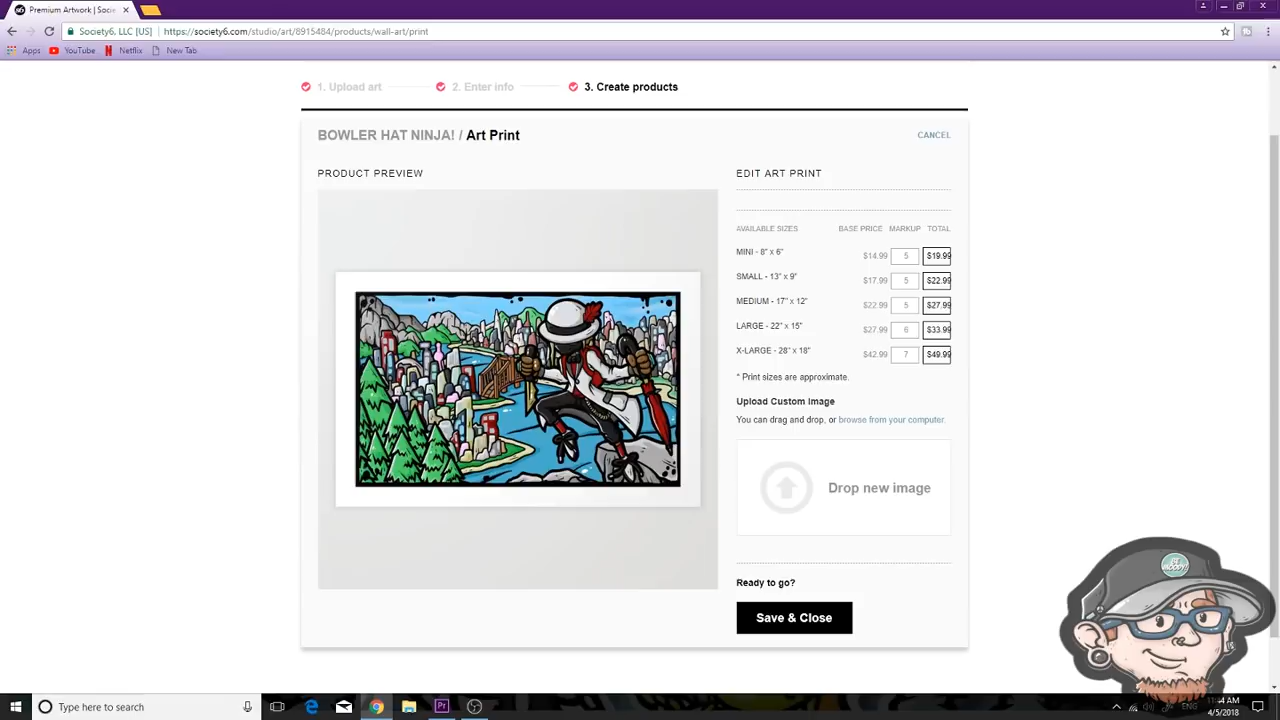 Premium Artwork | Socie
Society6, LLC [US] https://society6.com/studio/art/8915484/products/wall-art/print
Apps YouTube Netflix New Tab
1. Upload art 2. Enter info 3. Create products
BOWLER HAT NINJA! / Art Print CANCEL
PRODUCT PREVIEW EDIT ART PRINT
AVAILABLE SIZES BASE PRICE MARKUP TOTAL
MINI - 8" x 6" $14.99 5 $19.99
SMALL - 13" x 9" $17.99 5 $22.99
MEDIUM - 17" x 12" $22.99 5 $27.99
LARGE - 22" x 15" $27.99 6 $33.99
X-LARGE - 28" x 18" $42.99 7 $49.99
* Print sizes are approximate.
Upload Custom Image
You can drag and drop, or browse from your computer.
Drop new image
Ready to go?
Save & Close
Type here to search
ENG
4/5/2018